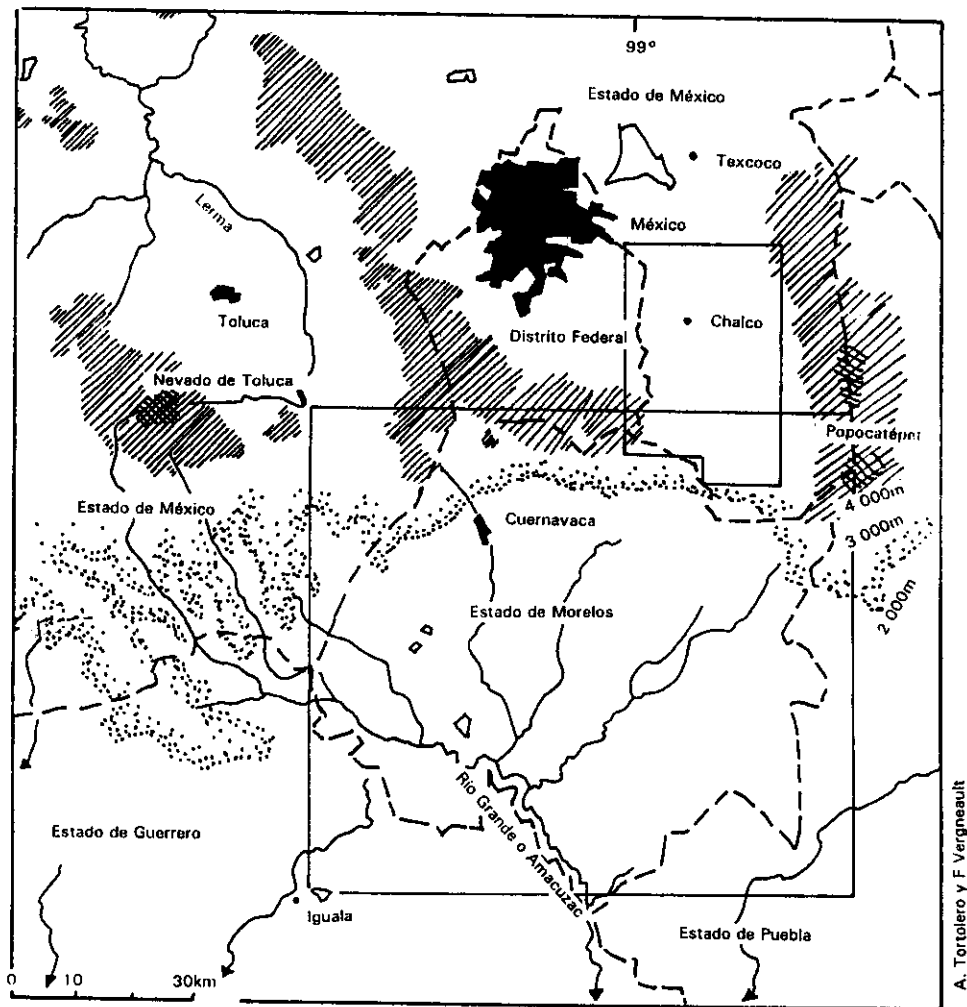 99°
Estado de México
Texcoco
Lerma
México
Toluca
Chalco
Distrito Federal
Nevado de Toluca
Popocatépet
4 000m
Estado de México
Cuernavaca
3 000m
2 000m
Estado de Morelos
Río Grande o Amacuzac
Estado de Guerrero
Iguala
Estado de Puebla
0 10 30km
A. Tortolero y F Vergneault